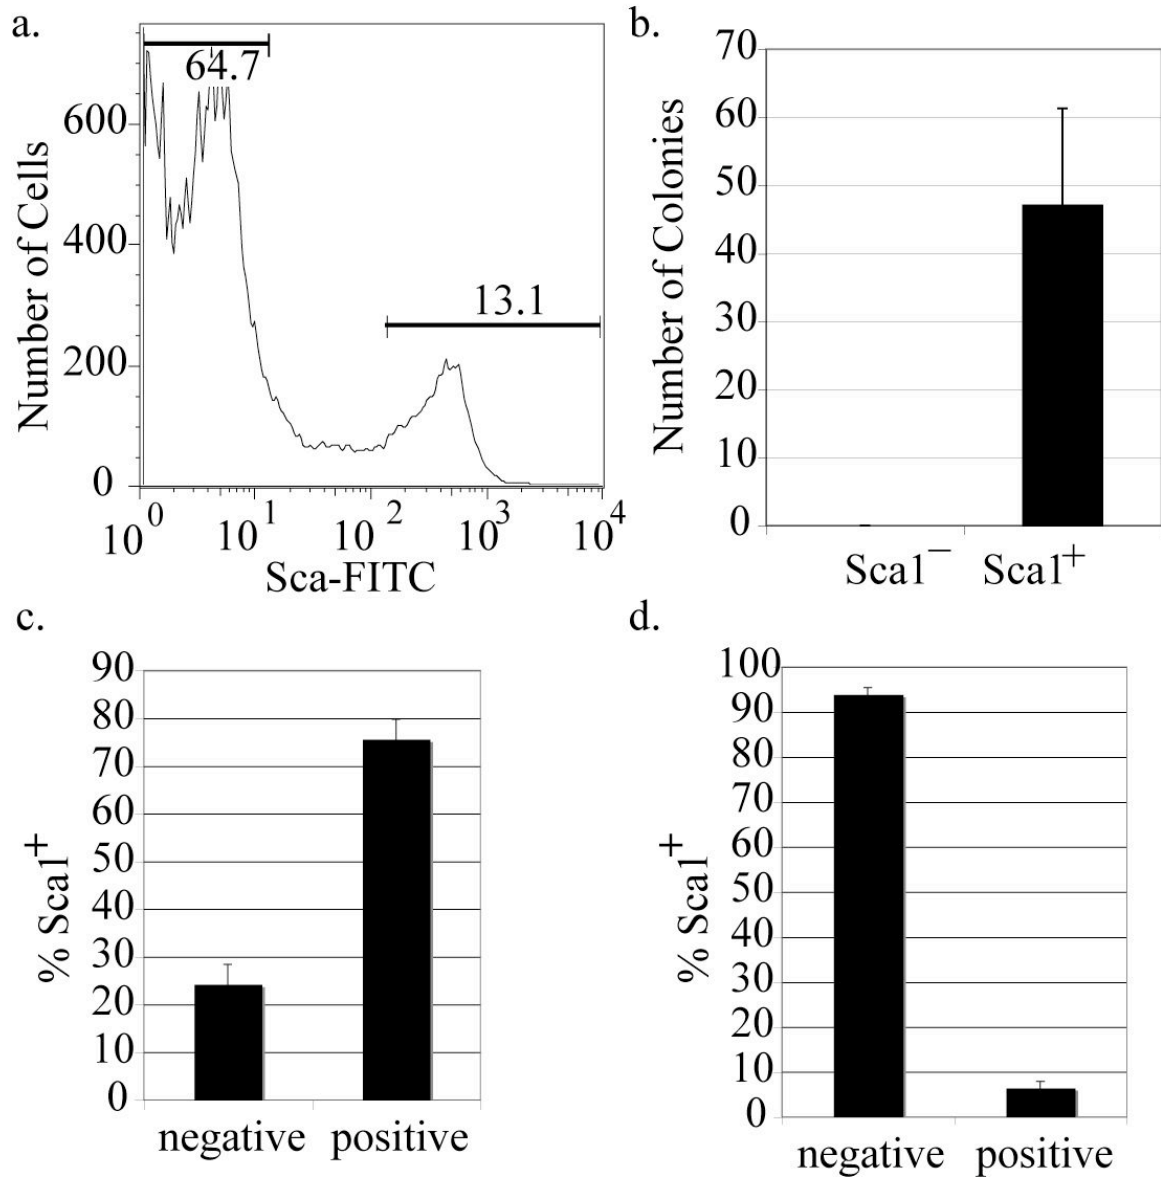 a.
64.7
13.1
600
400
200
0
Number of Cells
10^0 10^1 10^2 10^3 10^4
Sca-FITC
b.
70
60
50
40
30
20
10
0
Number of Colonies
Sca1^− Sca1^+
c.
90
80
70
60
50
40
30
20
10
0
% Sca1^+
negative positive
d.
100
90
80
70
60
50
40
30
20
10
0
% Sca1^+
negative positive